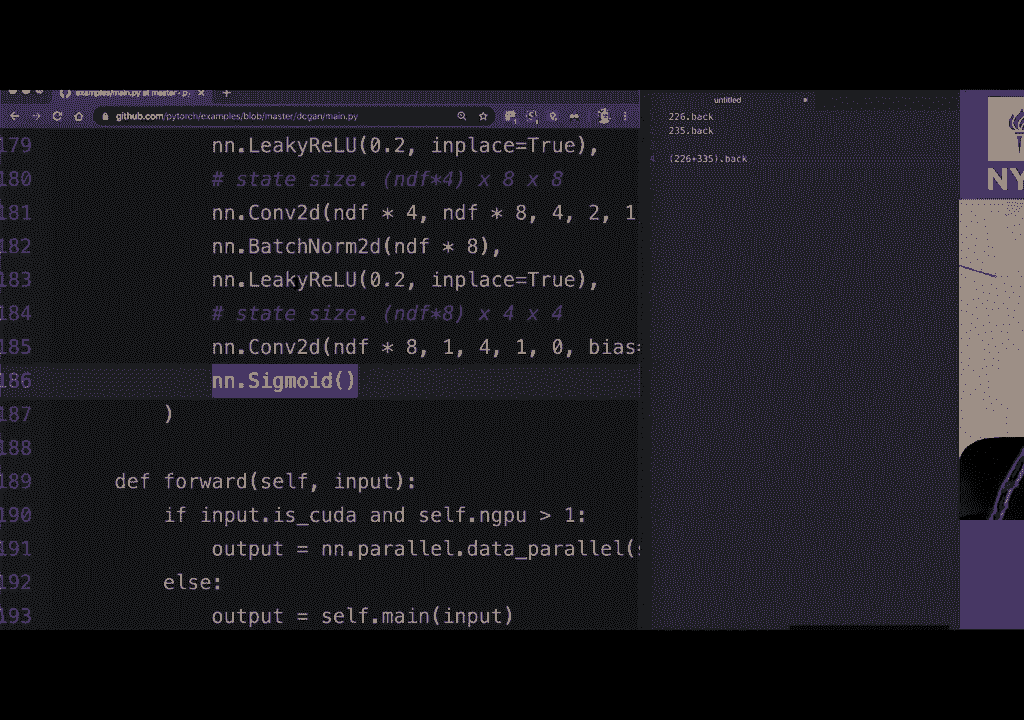 examples/main.py at master · p
github.com/pytorch/examples/blob/master/dcgan/main.py
179 nn.LeakyReLU(0.2, inplace=True),
180 # state size. (ndf*4) x 8 x 8
181 nn.Conv2d(ndf * 4, ndf * 8, 4, 2, 1
182 nn.BatchNorm2d(ndf * 8),
183 nn.LeakyReLU(0.2, inplace=True),
184 # state size. (ndf*8) x 4 x 4
185 nn.Conv2d(ndf * 8, 1, 4, 1, 0, bias=
186 nn.Sigmoid()
187 )
188
189 def forward(self, input):
190 if input.is_cuda and self.ngpu > 1:
191 output = nn.parallel.data_parallel(s
192 else:
193 output = self.main(input)
untitled
226.back
235.back
(226+335).back
NY